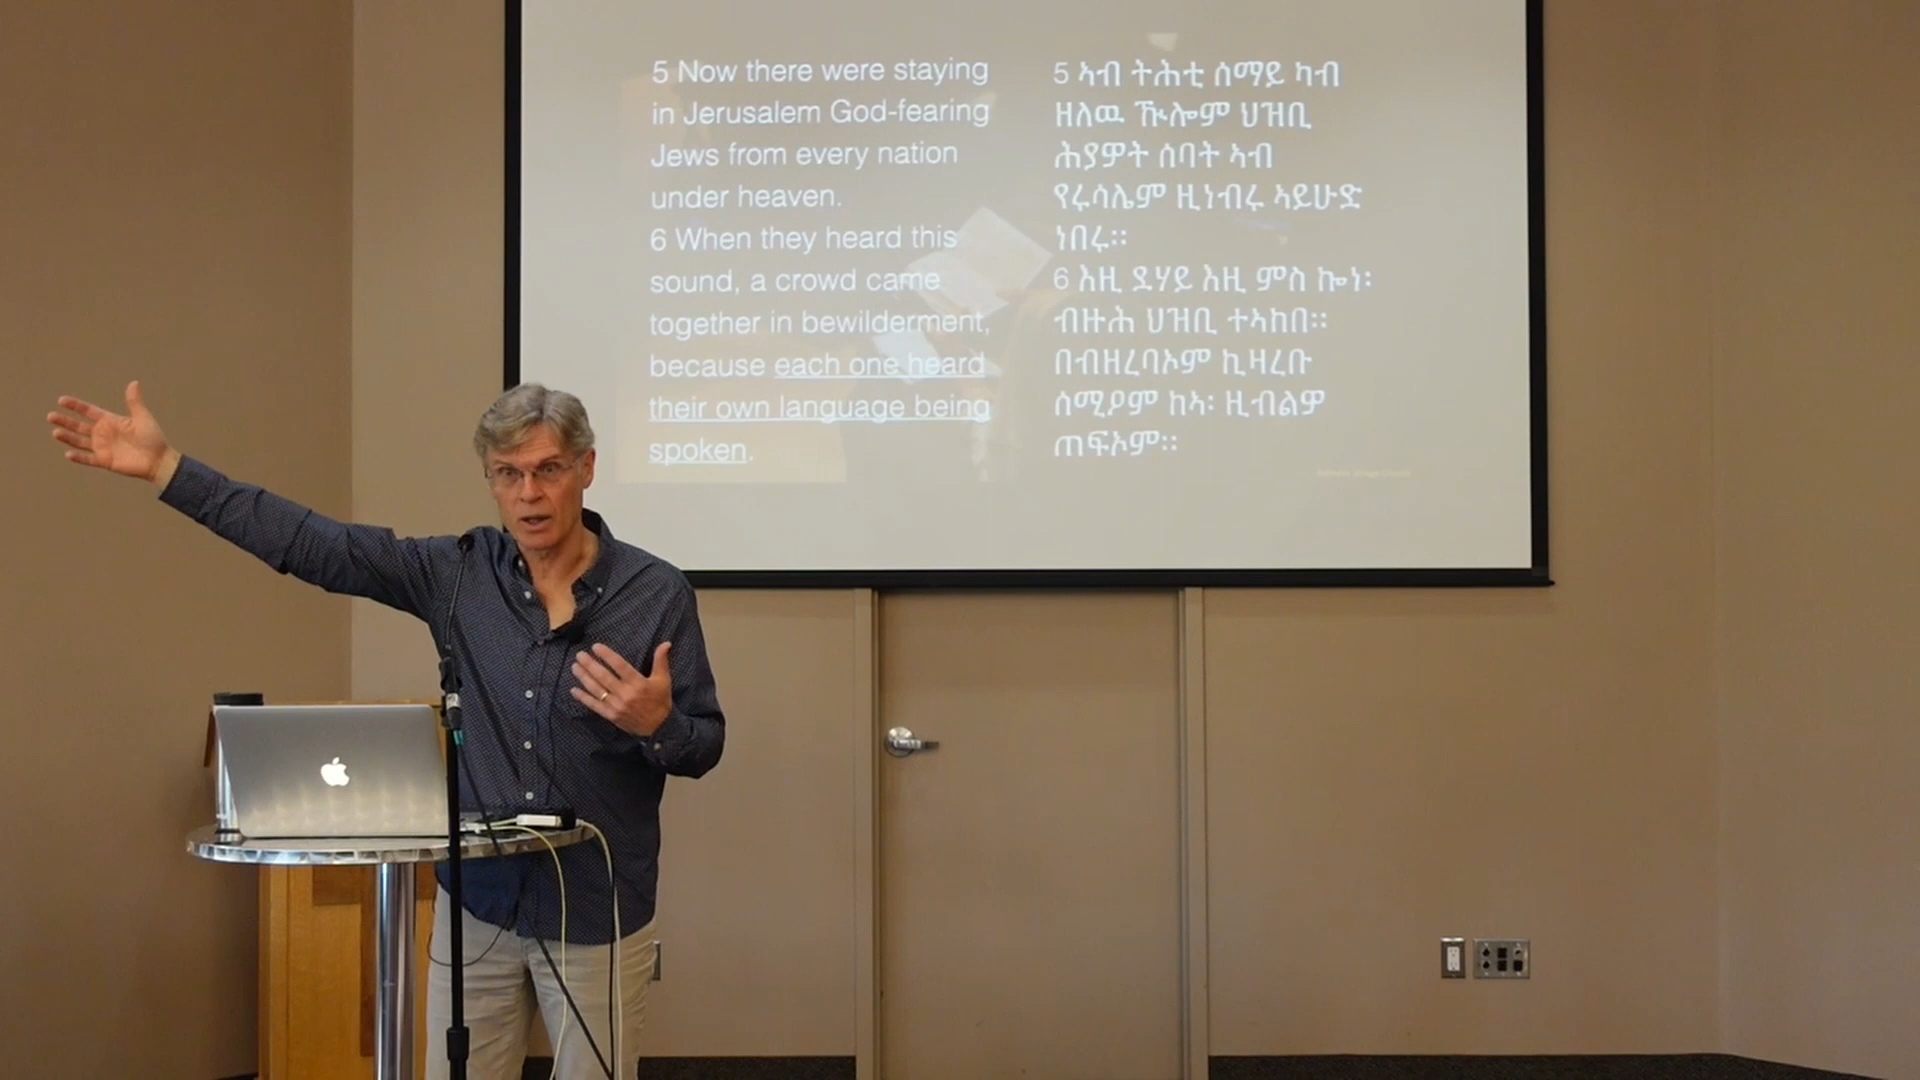 5 Now there were staying
in Jerusalem God-fearing
Jews from every nation
under heaven.
6 When they heard this
sound, a crowd came
together in bewilderment,
because each one heard
their own language being
spoken.
5 ኣብ ትሕቲ ሰማይ ካብ
ዘለዉ ዂሎም ህዝቢ
ሕያዎት ሰባት ኣብ
የሩሳሌም ዚነብሩ ኣይሁድ
ነበሩ።
6 እዚ ደሃይ እዚ ምስ ኰነ፡
ብዙሕ ህዝቢ ተኣከበ።
በብዘረባኦም ኪዛረቡ
ሰሚዖም ከኣ፡ ዚብልዎ
ጠፍኦም።